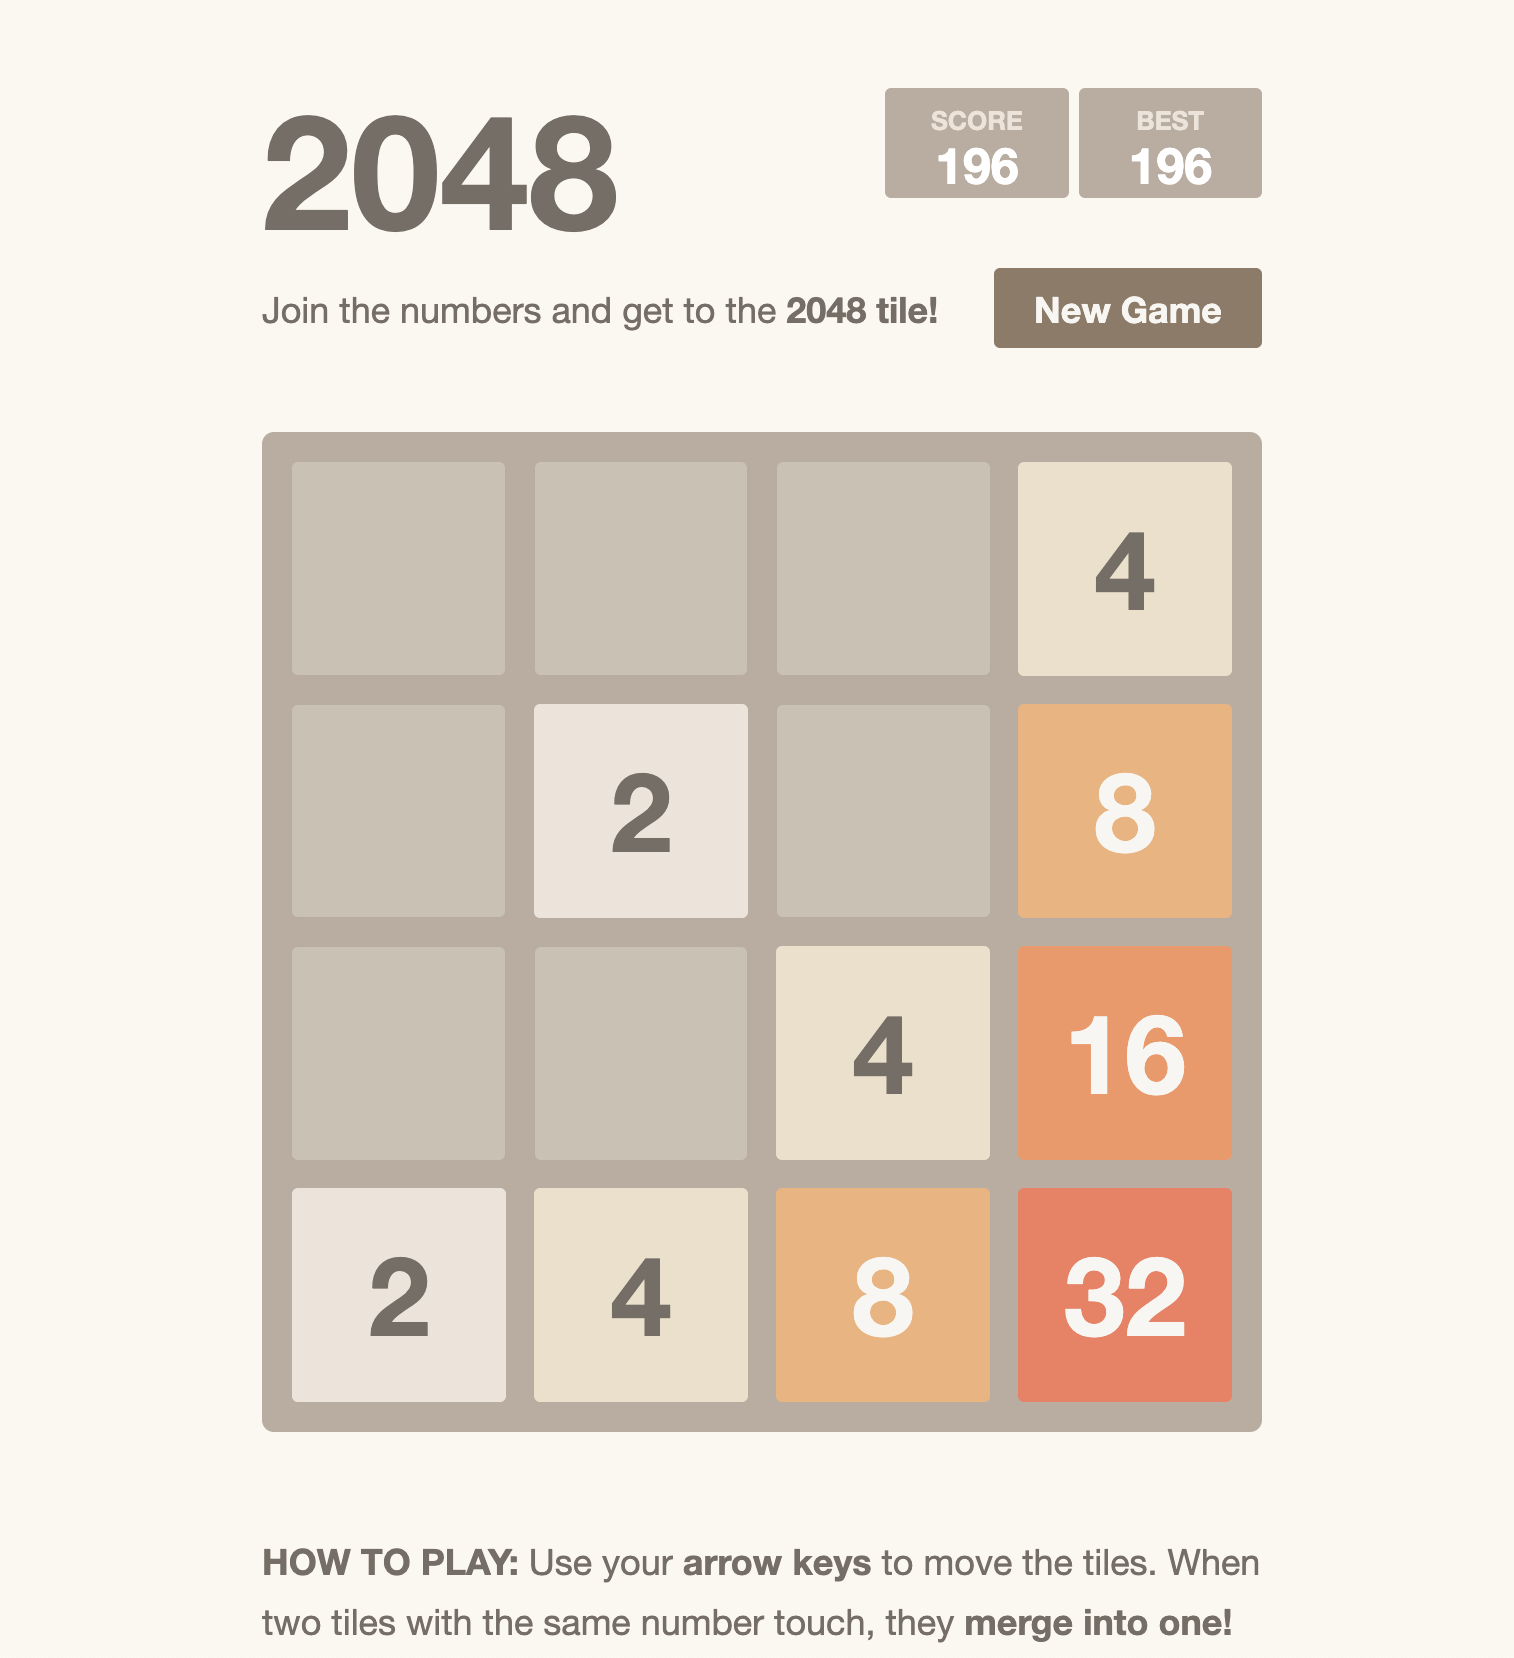 2048
SCORE
196
BEST
196
Join the numbers and get to the 2048 tile!
New Game
4
2
8
4
16
2
4
8
32
HOW TO PLAY: Use your arrow keys to move the tiles. When
two tiles with the same number touch, they merge into one!